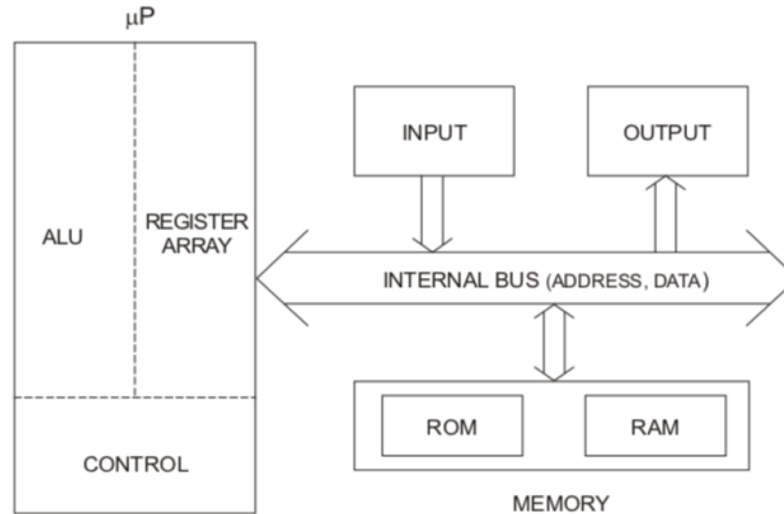 µP
INPUT
OUTPUT
ALU
REGISTER
ARRAY
INTERNAL BUS (ADDRESS, DATA)
ROM
RAM
CONTROL
MEMORY